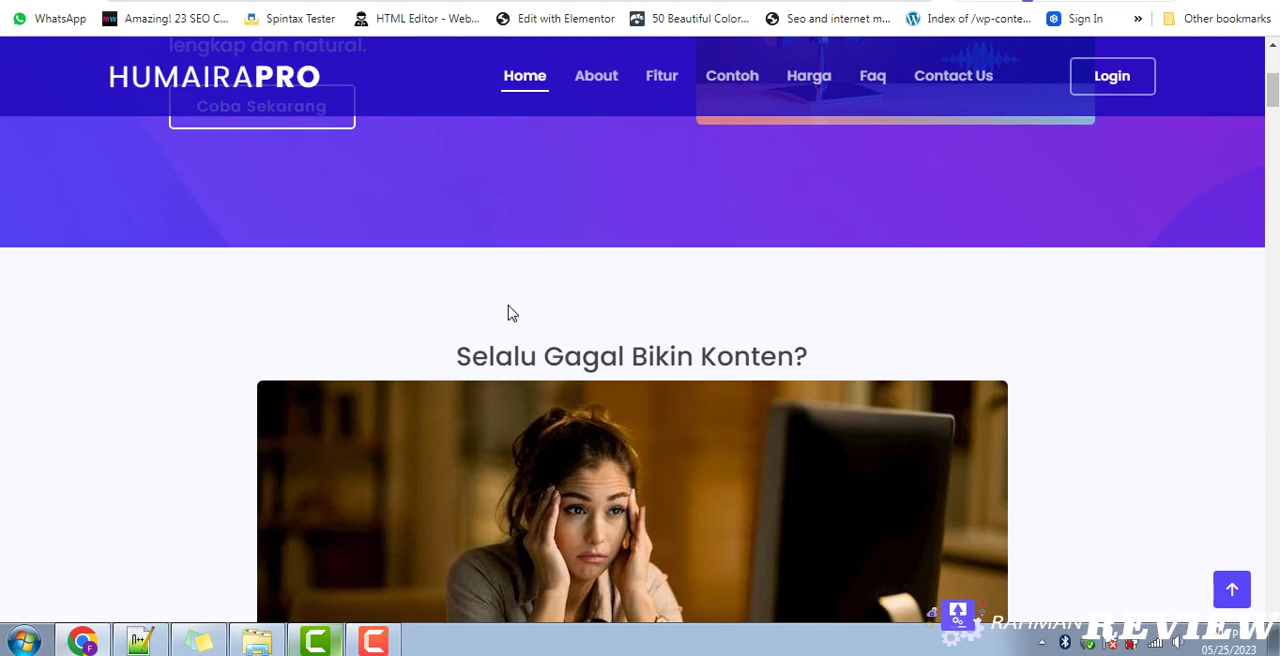 WhatsApp
Amazing! 23 SEO C...
Spintax Tester
HTML Editor - Web...
Edit with Elementor
50 Beautiful Color...
Seo and internet m...
Index of /wp-conte...
Sign In
»
Other bookmarks
lengkap dan natural.
HUMAIRAPRO
Home
About
Fitur
Contoh
Harga
Faq
Contact Us
Login
Coba Sekarang
Selalu Gagal Bikin Konten?
RAHMAN REVIEW
05/25/2023